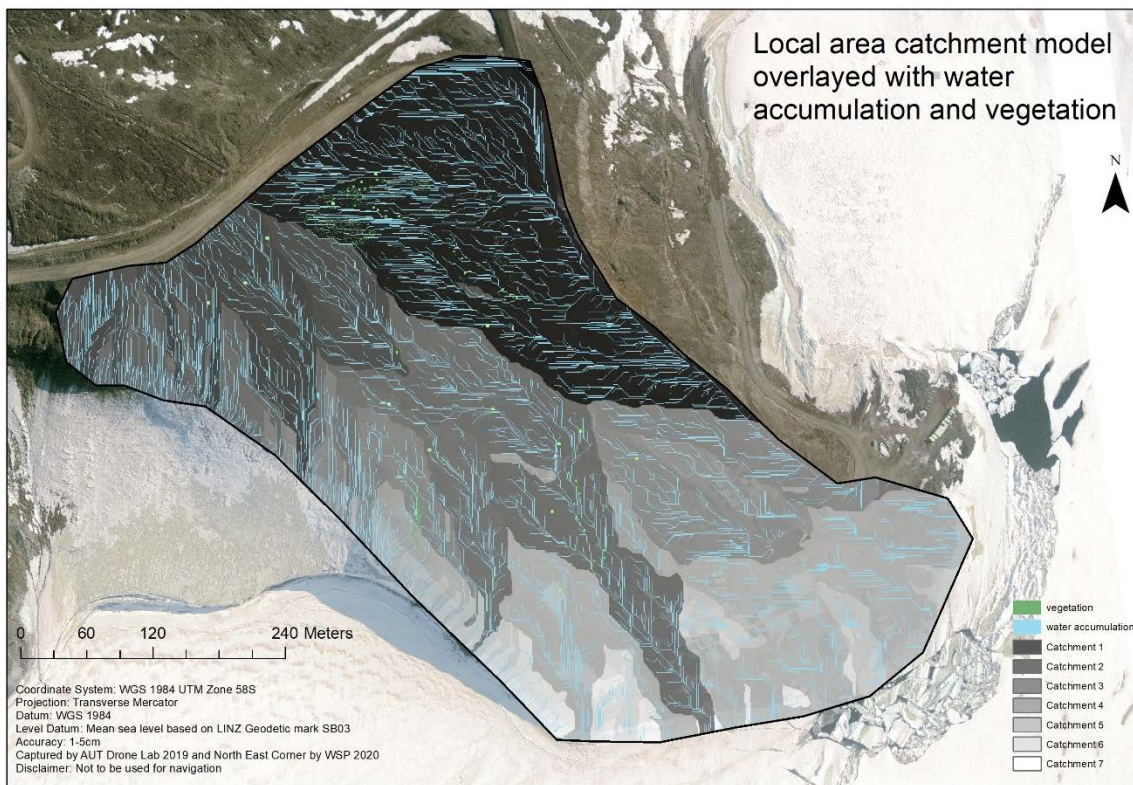 Local area catchment model
overlayed with water
accumulation and vegetation
N
0 60 120 240 Meters
Coordinate System: WGS 1984 UTM Zone 58S
Projection: Transverse Mercator
Datum: WGS 1984
Level Datum: Mean sea level based on LINZ Geodetic mark SB03
Accuracy: 1-5cm
Captured by AUT Drone Lab 2019 and North East Corner by WSP 2020
Disclaimer: Not to be used for navigation
vegetation
water accumulation
Catchment 1
Catchment 2
Catchment 3
Catchment 4
Catchment 5
Catchment 6
Catchment 7